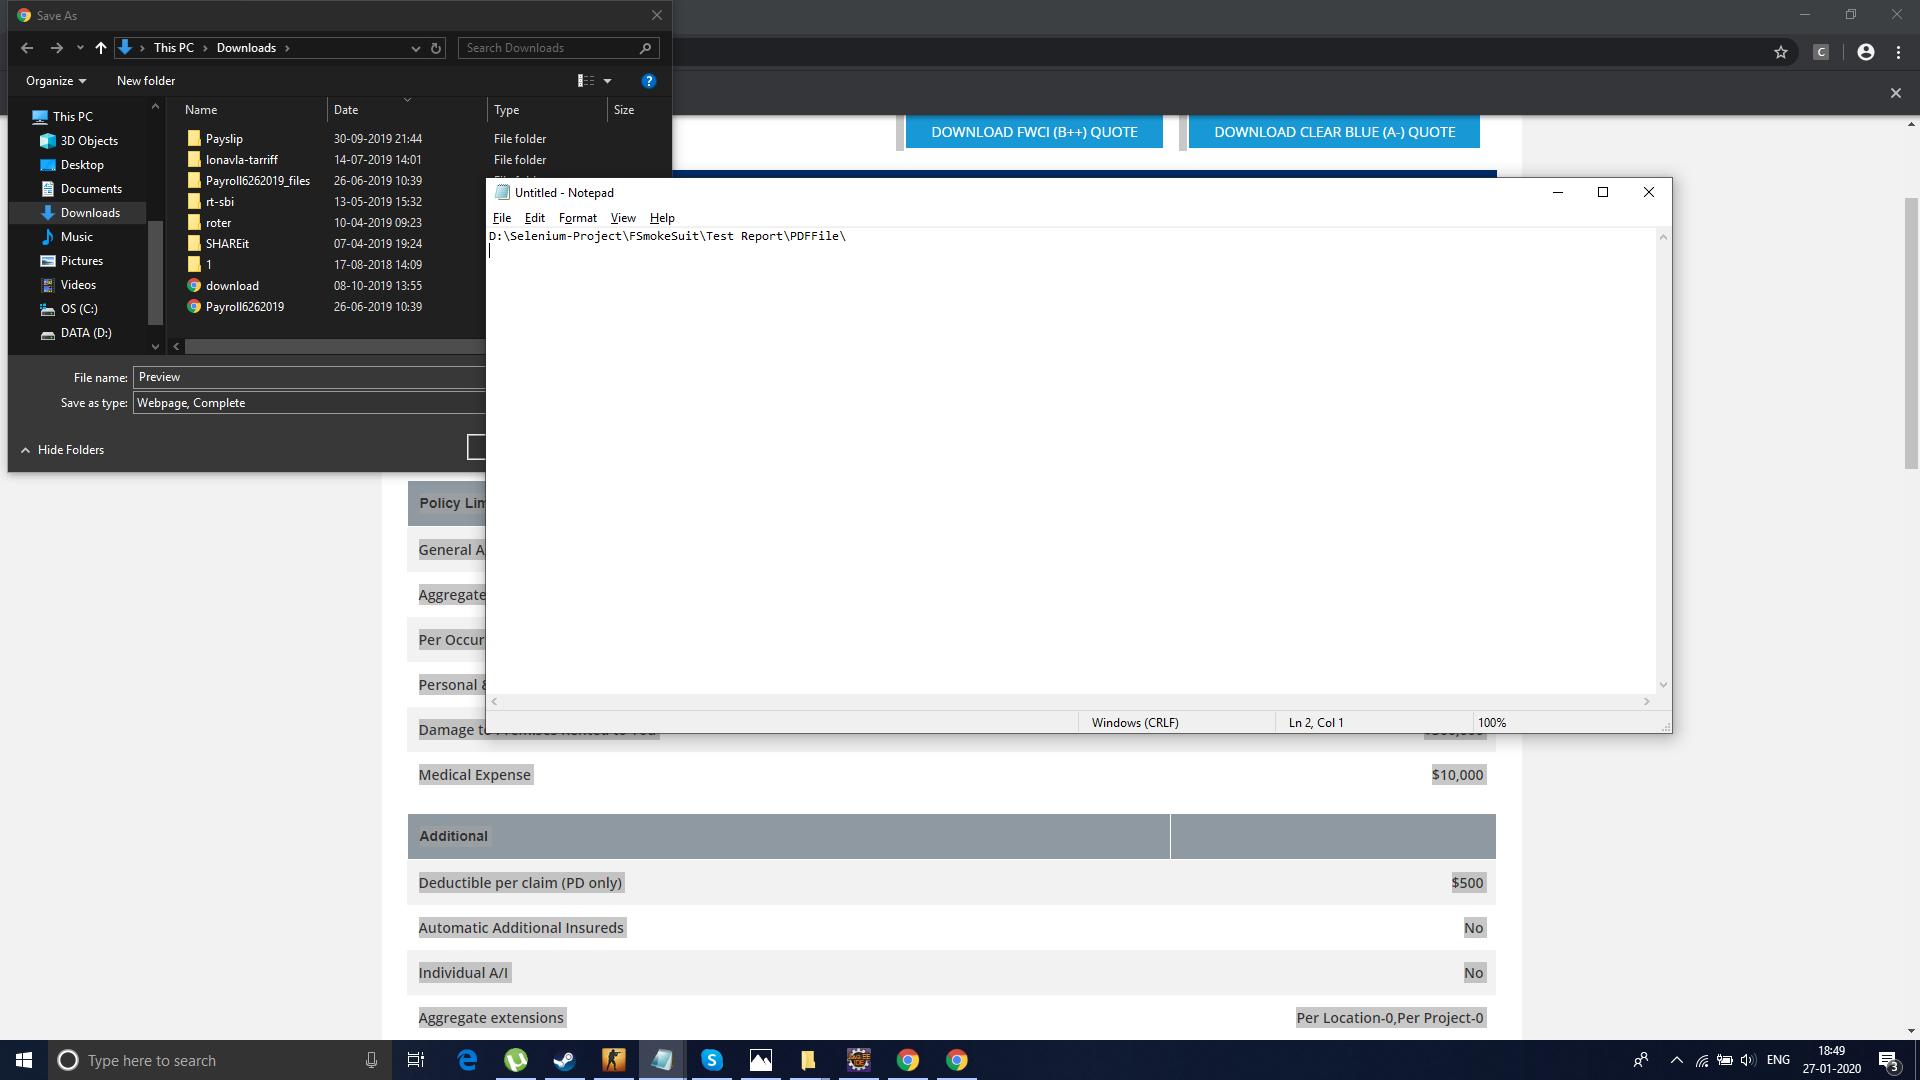 Save As
This PC
Downloads
Search Downloads
Organize
New folder
Name
Date
Type
Size
This PC
3D Objects
Desktop
Documents
Downloads
Music
Pictures
Videos
OS (C:)
DATA (D:)
Payslip 30-09-2019 21:44 File folder
lonavla-tarriff 14-07-2019 14:01 File folder
Payroll6262019_files 26-06-2019 10:39
rt-sbi 13-05-2019 15:32
roter 10-04-2019 09:23
SHAREit 07-04-2019 19:24
1 17-08-2018 14:09
download 08-10-2019 13:55
Payroll6262019 26-06-2019 10:39
File name: Preview
Save as type: Webpage, Complete
Hide Folders
C
DOWNLOAD FWCI (B++) QUOTE
DOWNLOAD CLEAR BLUE (A-) QUOTE
Untitled - Notepad
File Edit Format View Help
D:\Selenium-Project\FSmokeSuit\Test Report\PDFFile\
Windows (CRLF)
Ln 2, Col 1
100%
Policy Lim
General A
Aggregate
Per Occur
Personal &
Damage to Premises Rented to You
Medical Expense $10,000
Additional
Deductible per claim (PD only) $500
Automatic Additional Insureds No
Individual A/I No
Aggregate extensions Per Location-0,Per Project-0
Type here to search
ENG
18:49
27-01-2020
3